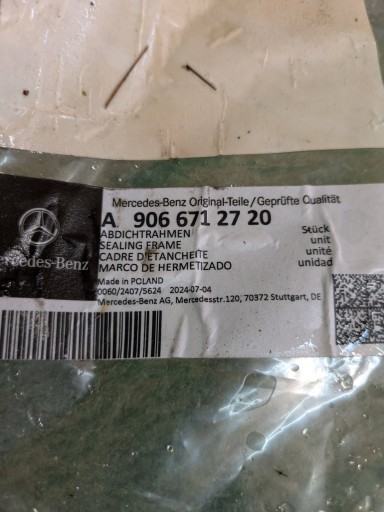 Mercedes-Benz Original-Teile/Geprüfte Qualität
A 906 671 27 20
ABDICHTRAHMEN Stück
SEALING FRAME unit
CADRE D'ETANCHEITE unité
MARCO DE HERMETIZADO unidad
rcedes-Benz
Made in POLAND
0060/2407/5624 2024-07-04
Mercedes-Benz AG, Mercedesstr.120, 70372 Stuttgart, DE